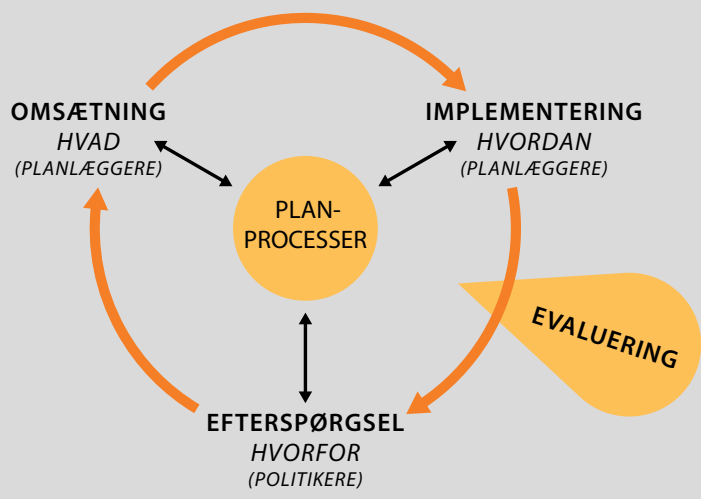 OMSÆTNING
HVAD
(PLANLÆGGERE)
IMPLEMENTERING
HVORDAN
(PLANLÆGGERE)
PLAN-
PROCESSER
EVALUERING
EFTERSPØRGSEL
HVORFOR
(POLITIKERE)